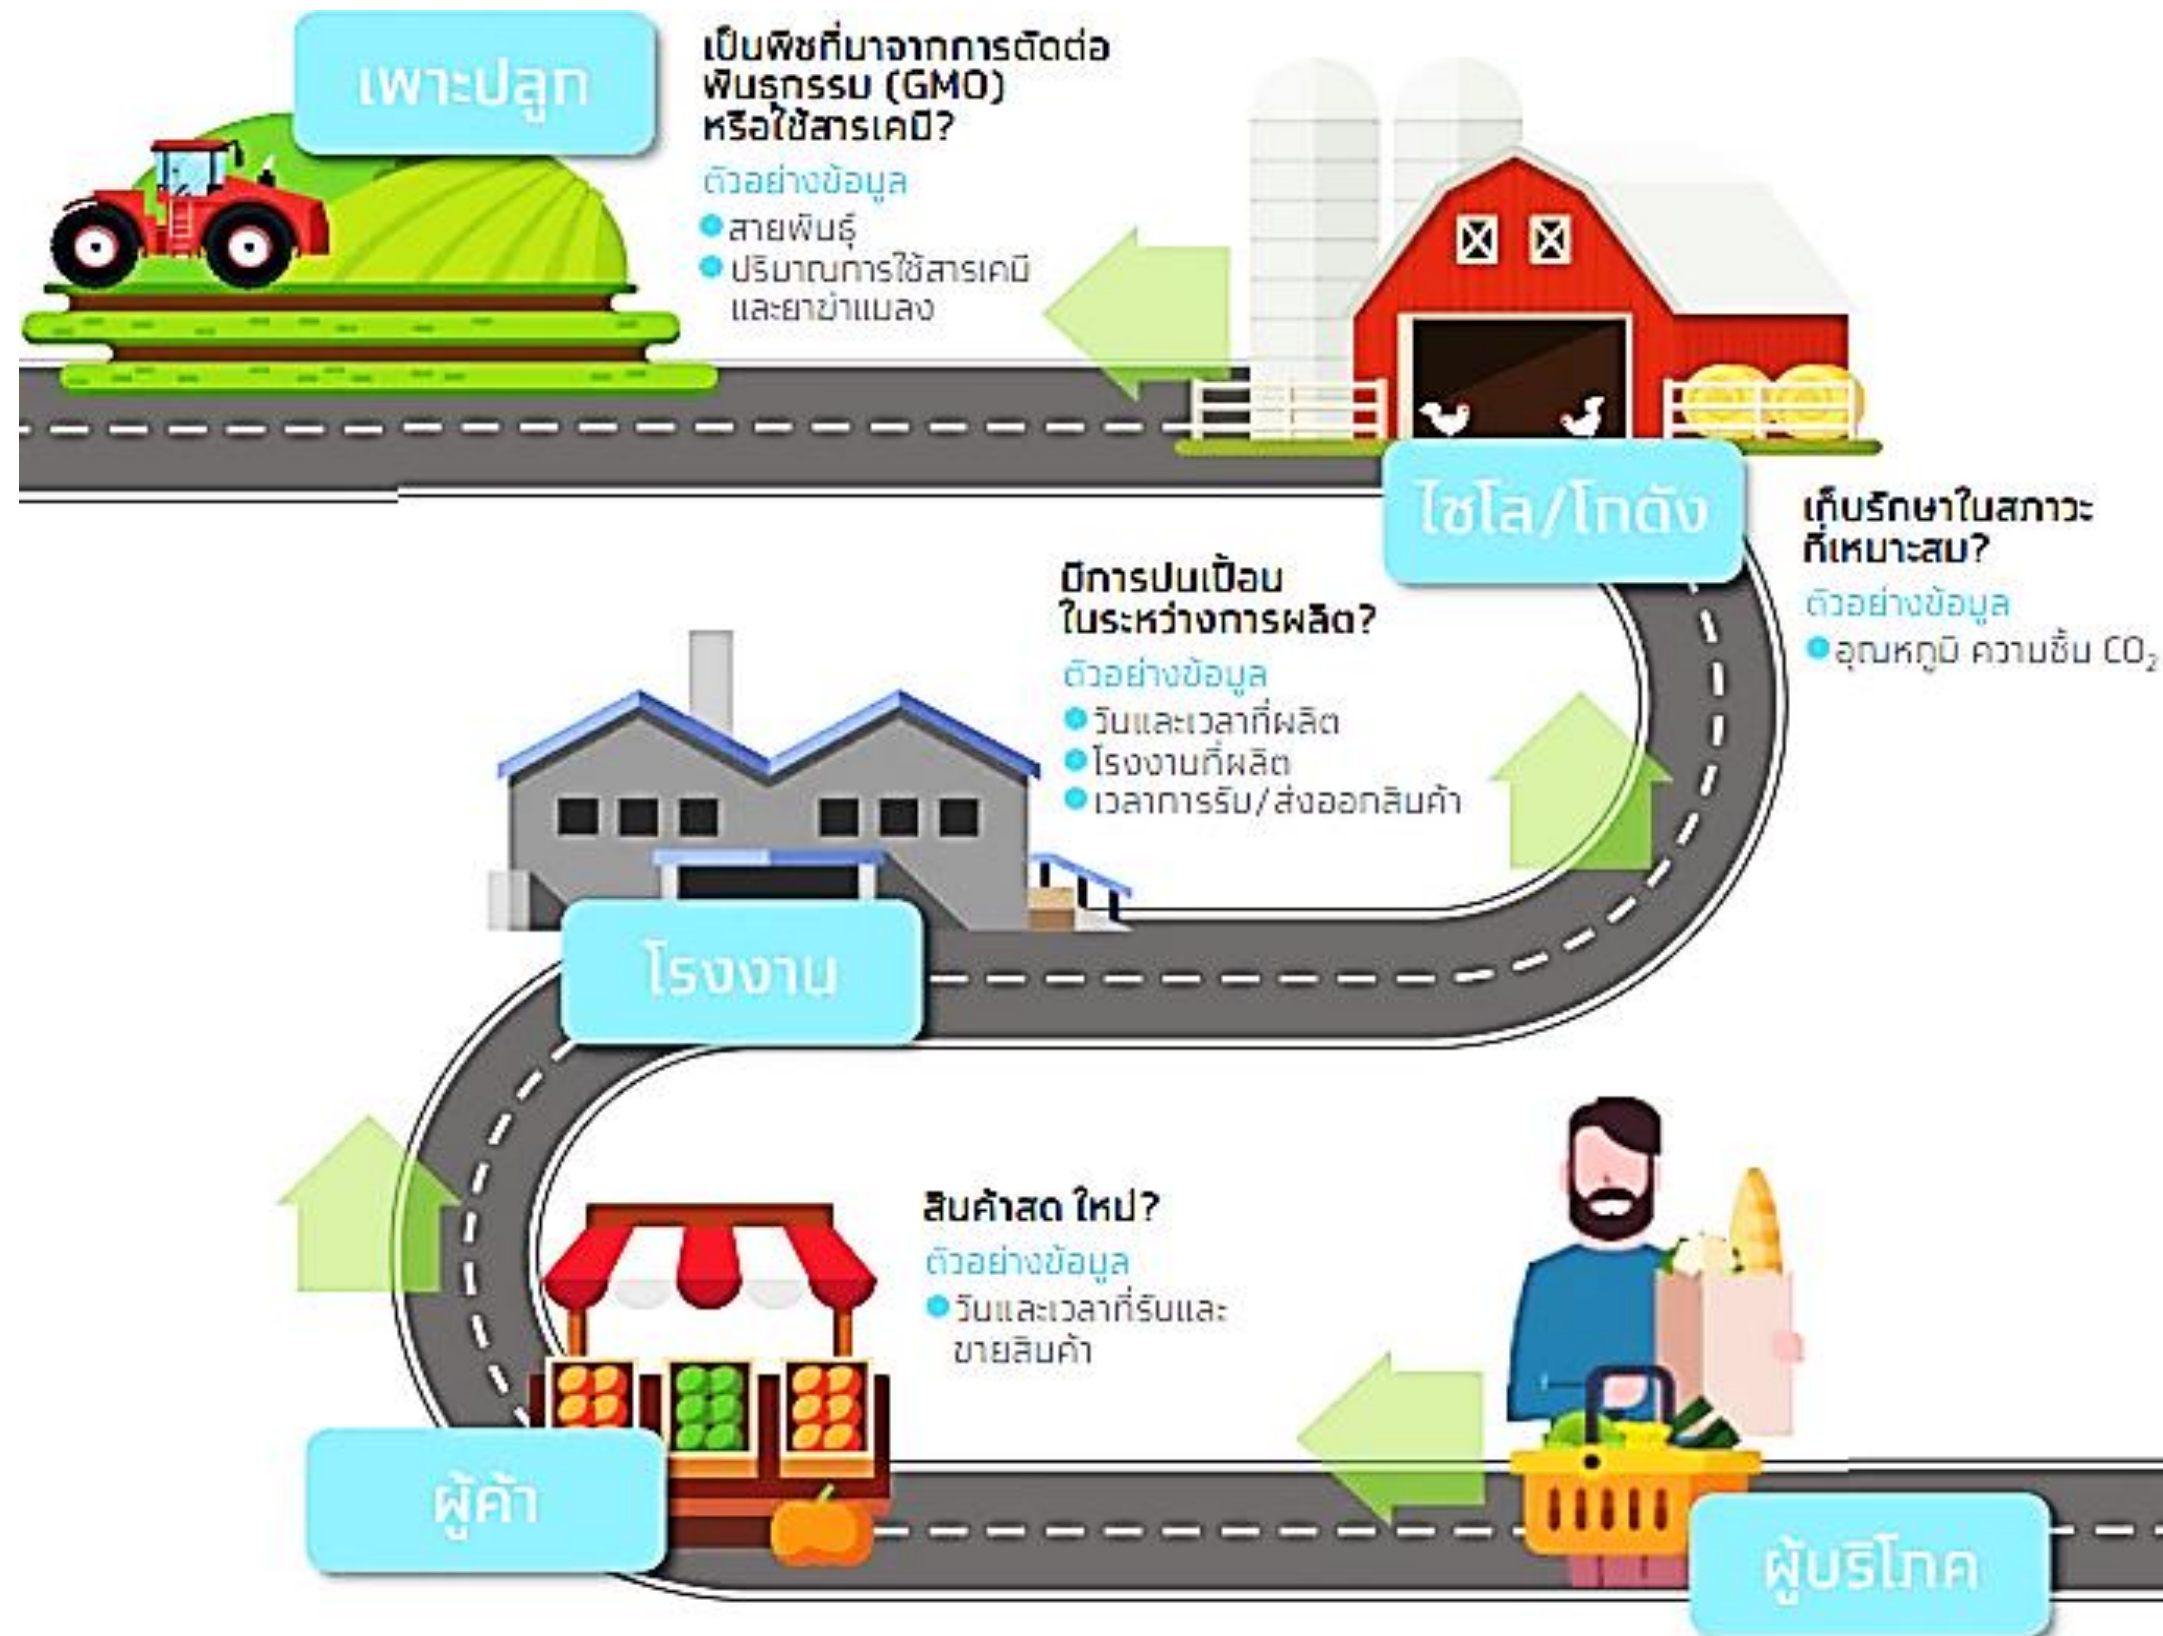 เพาะปลูก
เป็นพืชที่มาจากการตัดต่อ
พันธุกรรม (GMO)
หรือใช้สารเคมี?
ตัวอย่างข้อมูล
สายพันธุ์
ปริมาณการใช้สารเคมี
และยาฆ่าแมลง
ไซโล/โกดัง
เก็บรักษาในสภาวะ
ที่เหมาะสม?
ตัวอย่างข้อมูล
อุณหภูมิ ความชื้น CO₂
มีการปนเปื้อน
ในระหว่างการผลิต?
ตัวอย่างข้อมูล
วันและเวลาที่ผลิต
โรงงานที่ผลิต
เวลาการรับ/ส่งออกสินค้า
โรงงาน
สินค้าสด ใหม่?
ตัวอย่างข้อมูล
วันและเวลาที่รับและ
ขายสินค้า
ผู้ค้า
ผู้บริโภค